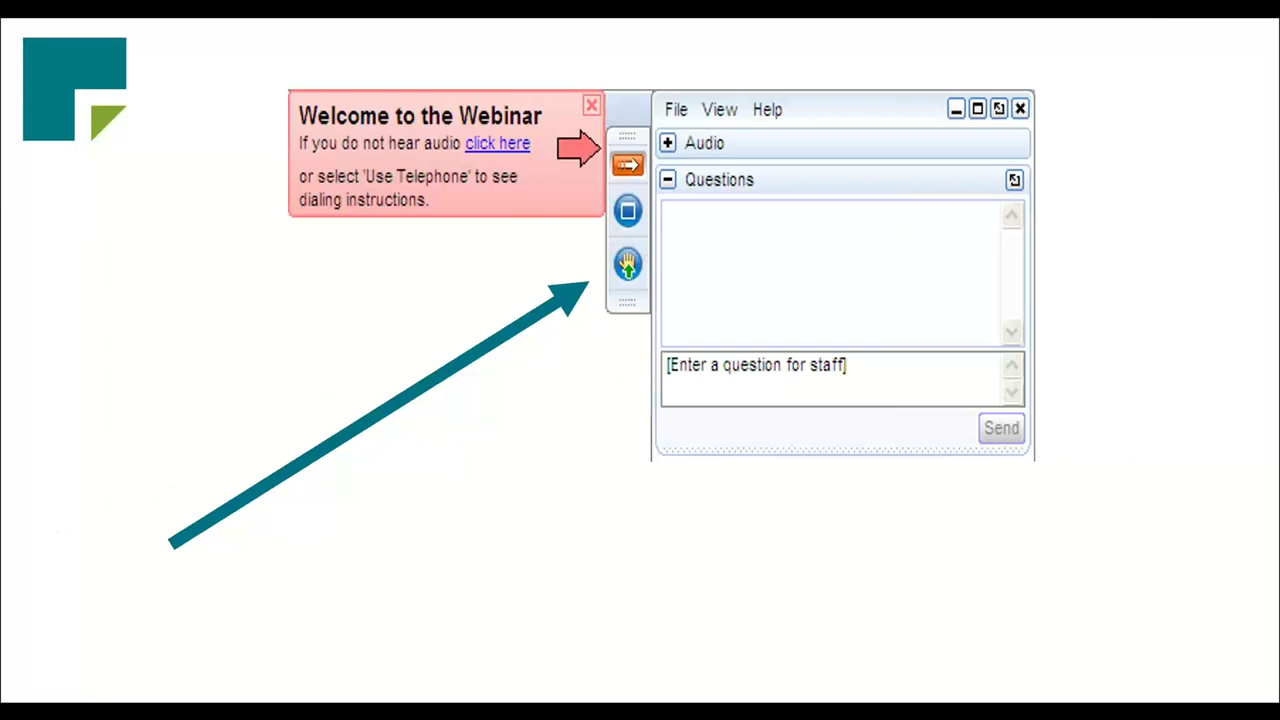 Welcome to the Webinar
If you do not hear audio click here
or select 'Use Telephone' to see
dialing instructions.
File View Help
Audio
Questions
[Enter a question for staff]
Send